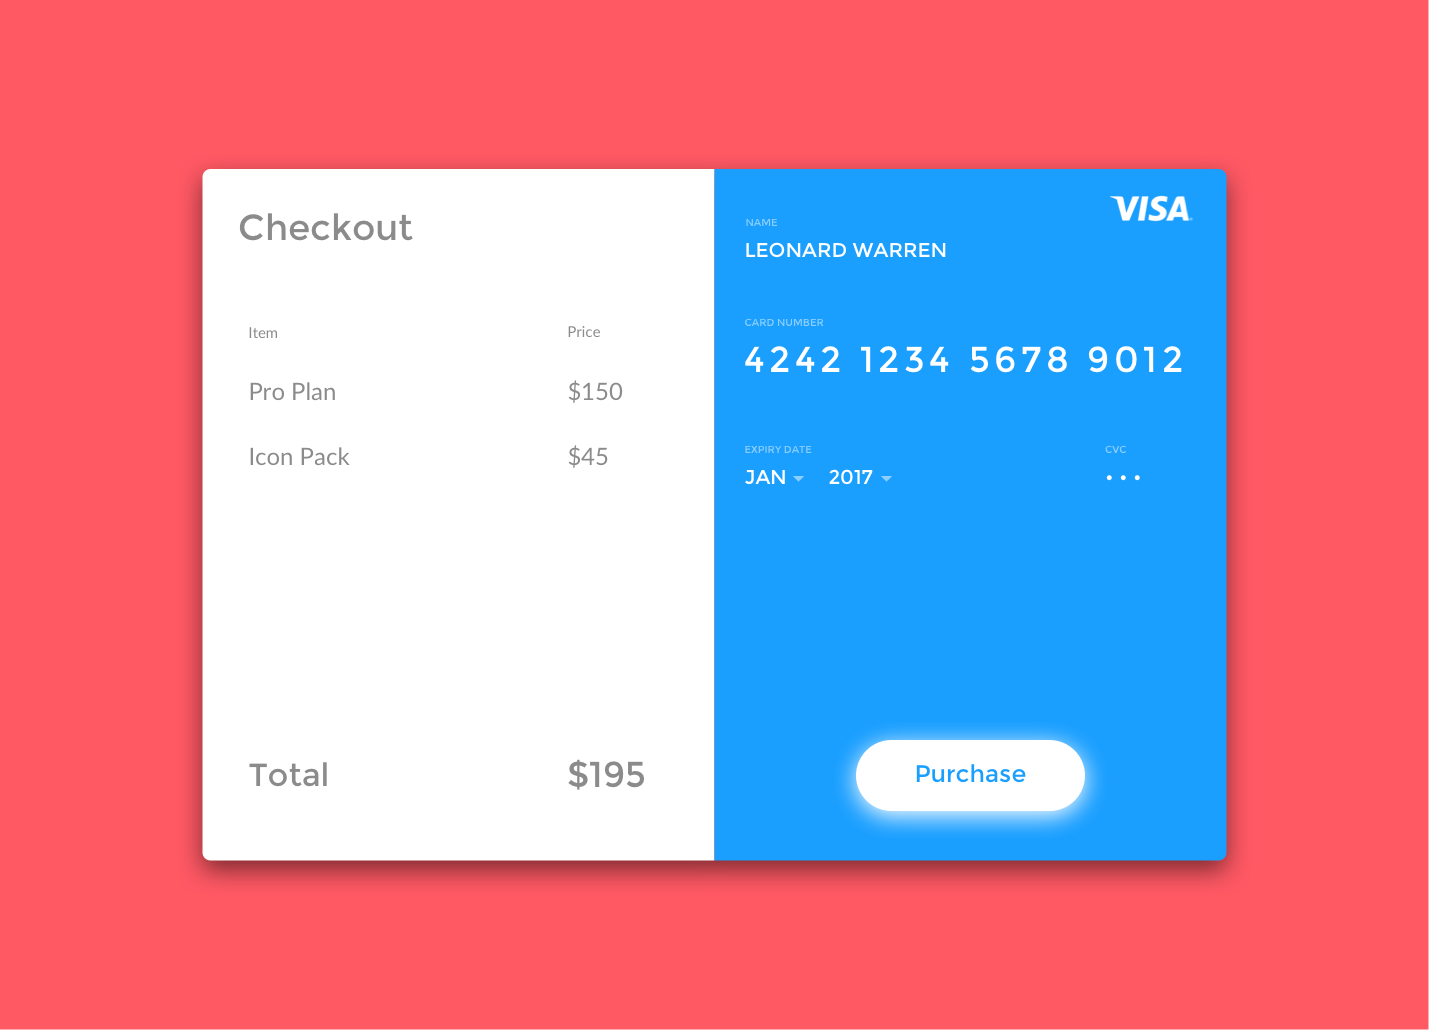 Checkout
Item Price
Pro Plan $150
Icon Pack $45
Total $195
VISA
NAME
LEONARD WARREN
CARD NUMBER
4242 1234 5678 9012
EXPIRY DATE CVC
JAN 2017 •••
Purchase